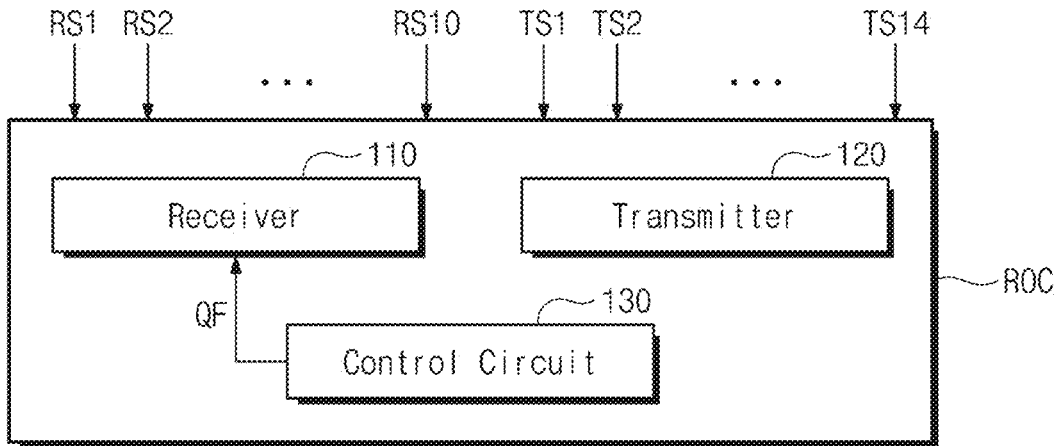 RS1 RS2 ... RS10 TS1 TS2 ... TS14
110 120
Receiver Transmitter
ROC
QF 130
Control Circuit